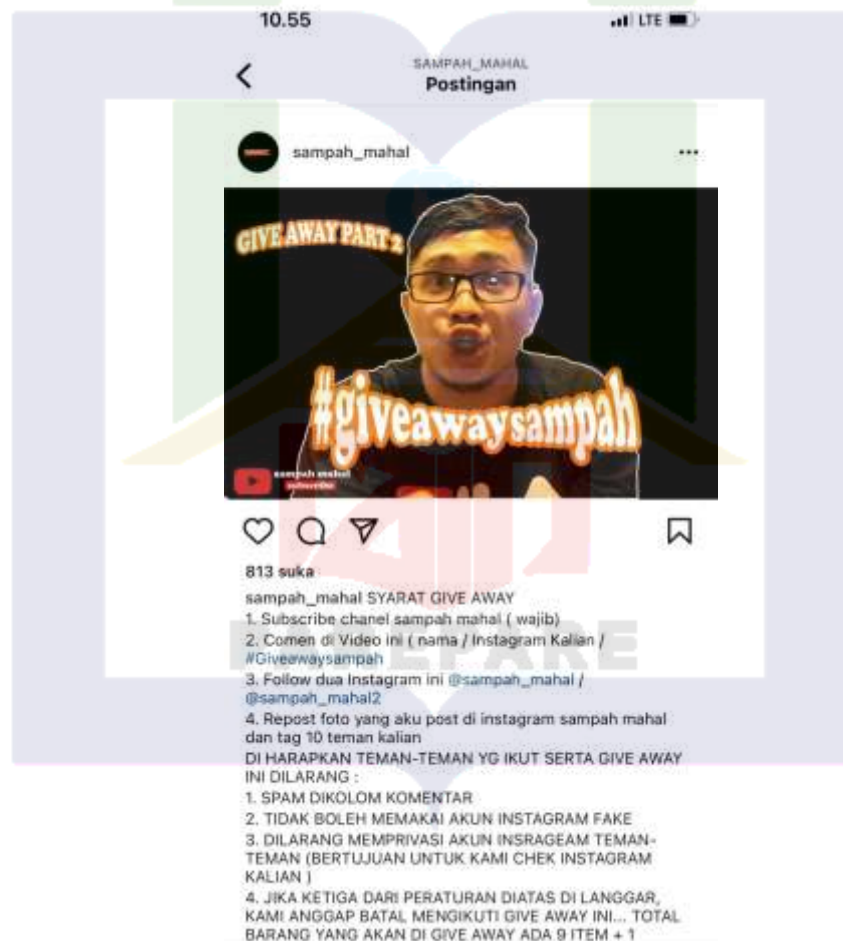 10.55
LTE
SAMPAH_MAHAL
Postingan
sampah_mahal
GIVE AWAY PART 2
#giveawaysampah
sampah mahal
subscribe
813 suka
sampah_mahal SYARAT GIVE AWAY
1. Subscribe chanel sampah mahal ( wajib)
2. Comen di Video ini ( nama / Instagram Kalian /
#Giveawaysampah
3. Follow dua Instagram ini @sampah_mahal /
@sampah_mahal2
4. Repost foto yang aku post di instagram sampah mahal
dan tag 10 teman kalian
DI HARAPKAN TEMAN-TEMAN YG IKUT SERTA GIVE AWAY
INI DILARANG :
1. SPAM DIKOLOM KOMENTAR
2. TIDAK BOLEH MEMAKAI AKUN INSTAGRAM FAKE
3. DILARANG MEMPRIVASI AKUN INSRAGEAM TEMAN-
TEMAN (BERTUJUAN UNTUK KAMI CHEK INSTAGRAM
KALIAN )
4. JIKA KETIGA DARI PERATURAN DIATAS DI LANGGAR,
KAMI ANGGAP BATAL MENGIKUTI GIVE AWAY INI... TOTAL
BARANG YANG AKAN DI GIVE AWAY ADA 9 ITEM + 1
PAREPARE